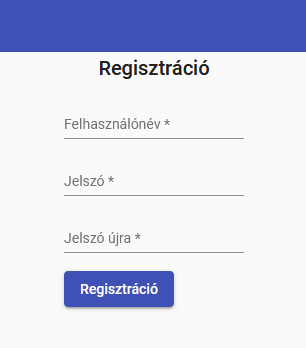 Regisztráció
Felhasználónév *
Jelszó *
Jelszó újra *
Regisztráció